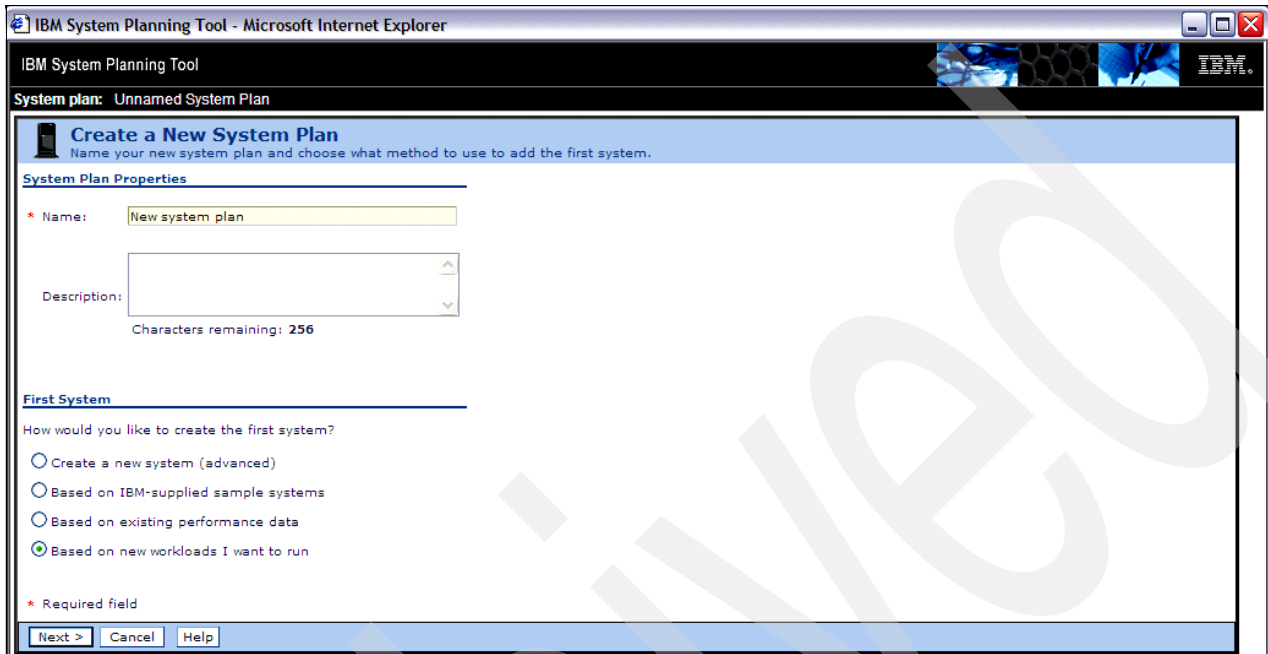 IBM System Planning Tool - Microsoft Internet Explorer
IBM System Planning Tool
IBM®
System plan: Unnamed System Plan
Create a New System Plan
Name your new system plan and choose what method to use to add the first system.
System Plan Properties
* Name: New system plan
Description:
Characters remaining: 256
First System
How would you like to create the first system?
Create a new system (advanced)
Based on IBM-supplied sample systems
Based on existing performance data
Based on new workloads I want to run
* Required field
Next > Cancel Help